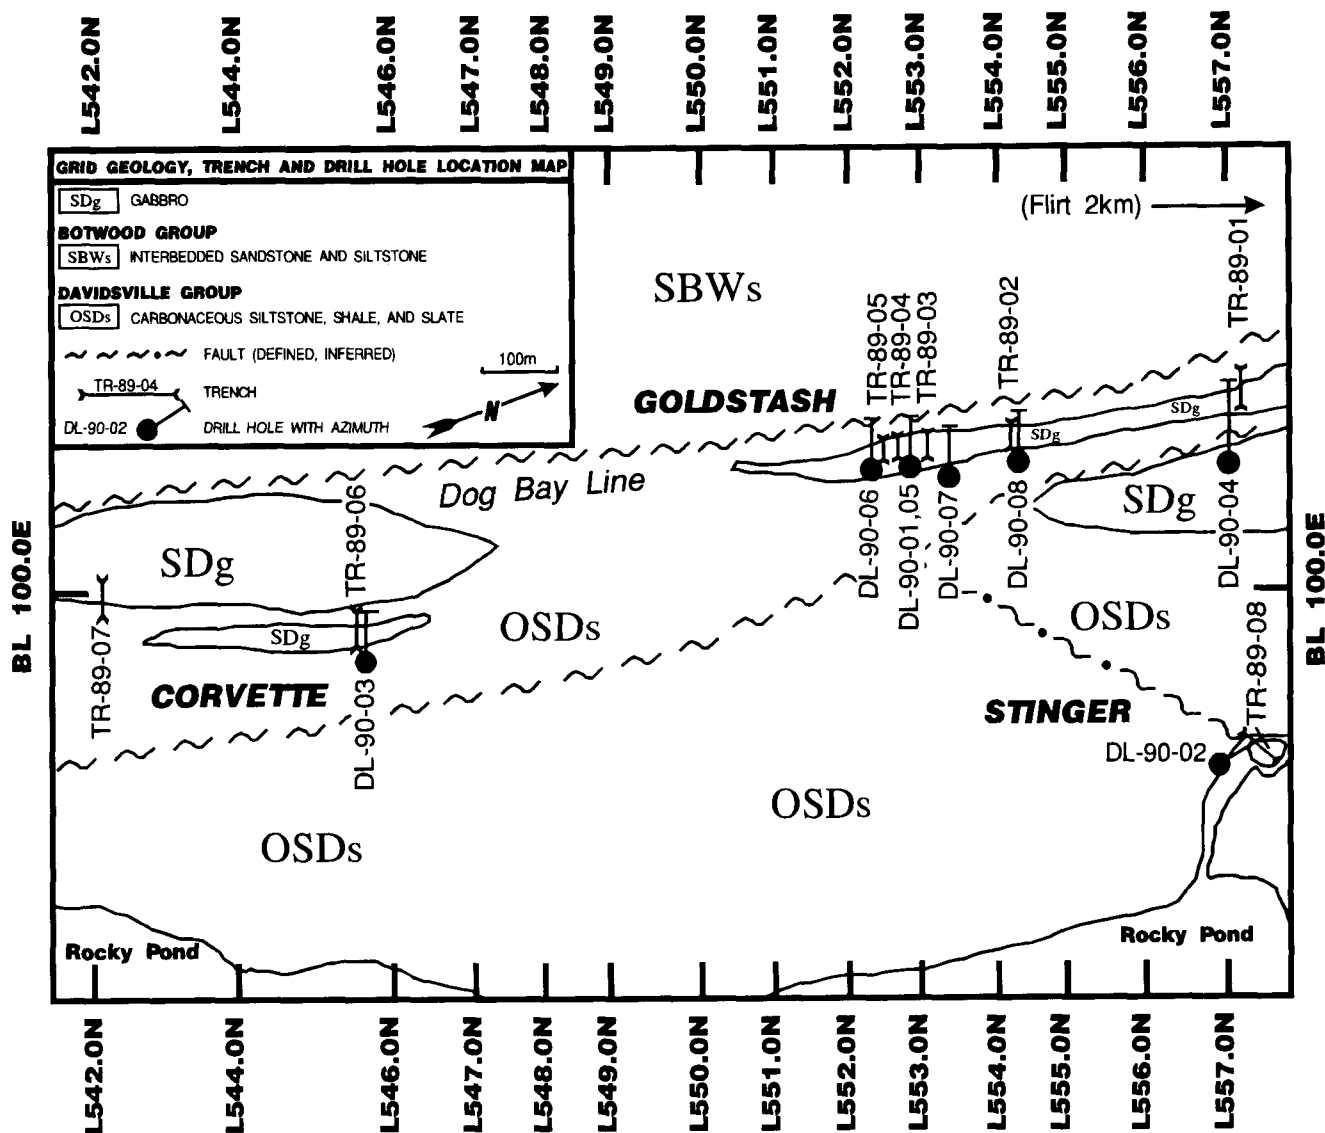 L542.0N
L544.0N
L546.0N
L547.0N
L548.0N
L549.0N
L550.0N
L551.0N
L552.0N
L553.0N
L554.0N
L555.0N
L556.0N
L557.0N
GRID GEOLOGY, TRENCH AND DRILL HOLE LOCATION MAP
SDg GABBRO
BOTWOOD GROUP
SBWs INTERBEDDED SANDSTONE AND SILTSTONE
DAVIDSVILLE GROUP
OSDs CARBONACEOUS SILTSTONE, SHALE, AND SLATE
FAULT (DEFINED, INFERRED)
100m
TR-89-04 TRENCH
N
DL-90-02 DRILL HOLE WITH AZIMUTH
(Flirt 2km)
SBWs
TR-89-05
TR-89-04
TR-89-03
TR-89-02
TR-89-01
GOLDSTASH
SDg
SDg
Dog Bay Line
TR-89-06
SDg
SDg
DL-90-06
DL-90-01,05
DL-90-07
DL-90-08
DL-90-04
BL 100.0E
BL 100.0E
OSDs
OSDs
SDg
TR-89-07
CORVETTE
DL-90-03
STINGER
TR-89-08
DL-90-02
OSDs
OSDs
Rocky Pond
Rocky Pond
L542.0N
L544.0N
L546.0N
L547.0N
L548.0N
L549.0N
L550.0N
L551.0N
L552.0N
L553.0N
L554.0N
L555.0N
L556.0N
L557.0N